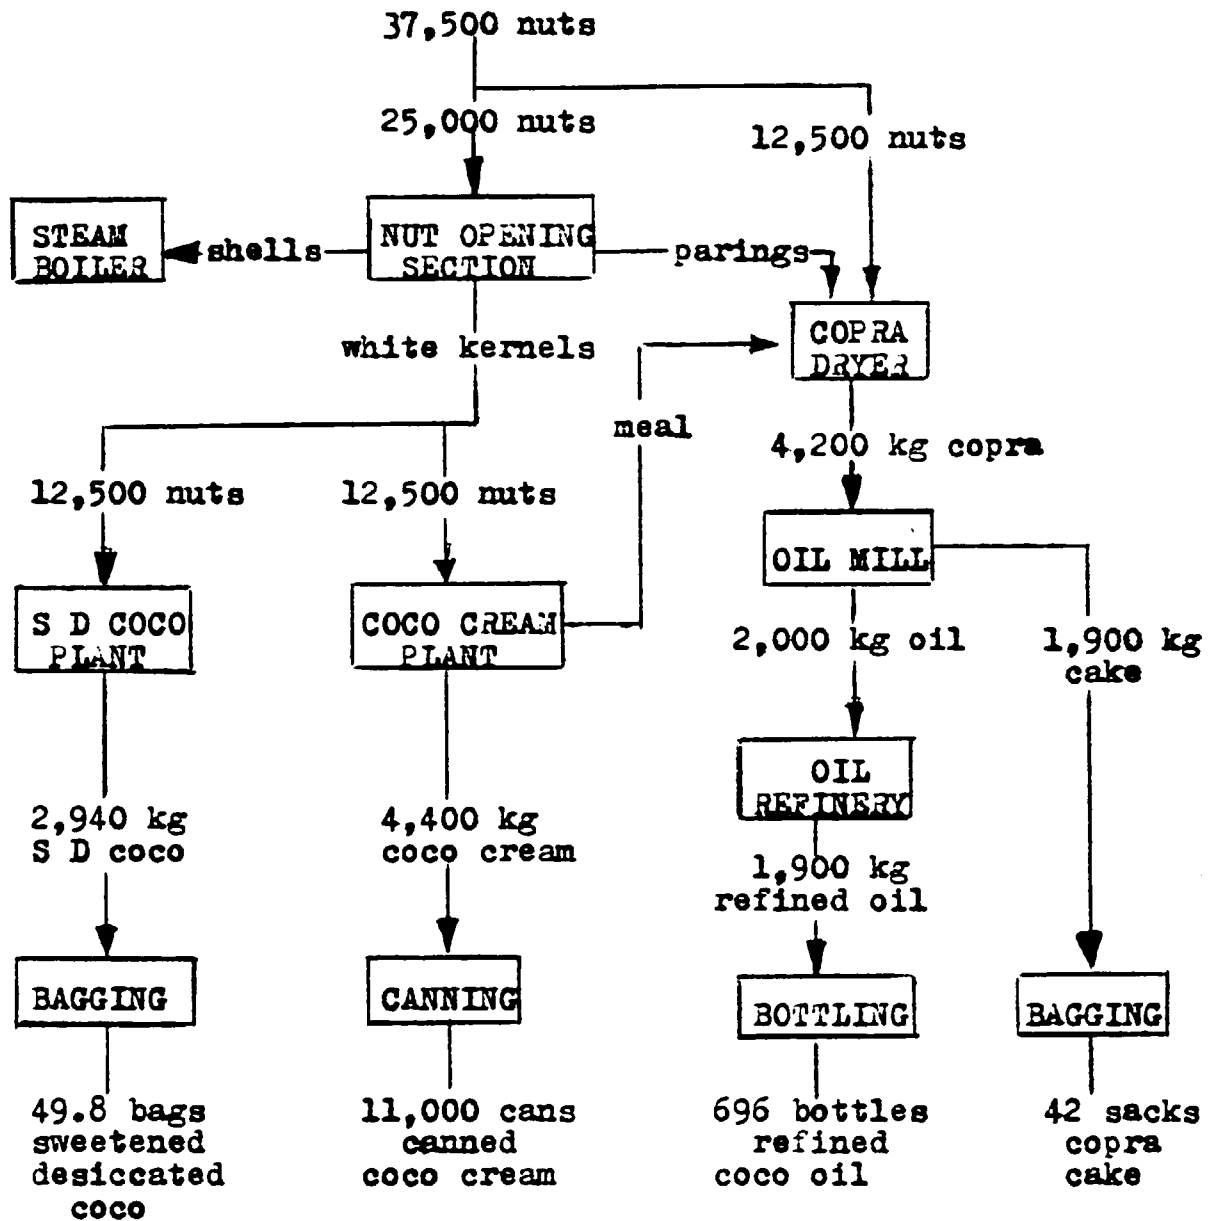 37,500 nuts
25,000 nuts
12,500 nuts
STEAM
BOILER
shells
NUT OPENING
SECTION
parings
COPRA
DRYER
white kernels
meal
4,200 kg copra
12,500 nuts
12,500 nuts
OIL MILL
S D COCO
PLANT
COCO CREAM
PLANT
2,000 kg oil
1,900 kg
cake
OIL
REFINERY
2,940 kg
S D coco
4,400 kg
coco cream
1,900 kg
refined oil
BAGGING
CANNING
BOTTLING
BAGGING
49.8 bags
sweetened
desiccated
coco
11,000 cans
canned
coco cream
696 bottles
refined
coco oil
42 sacks
copra
cake